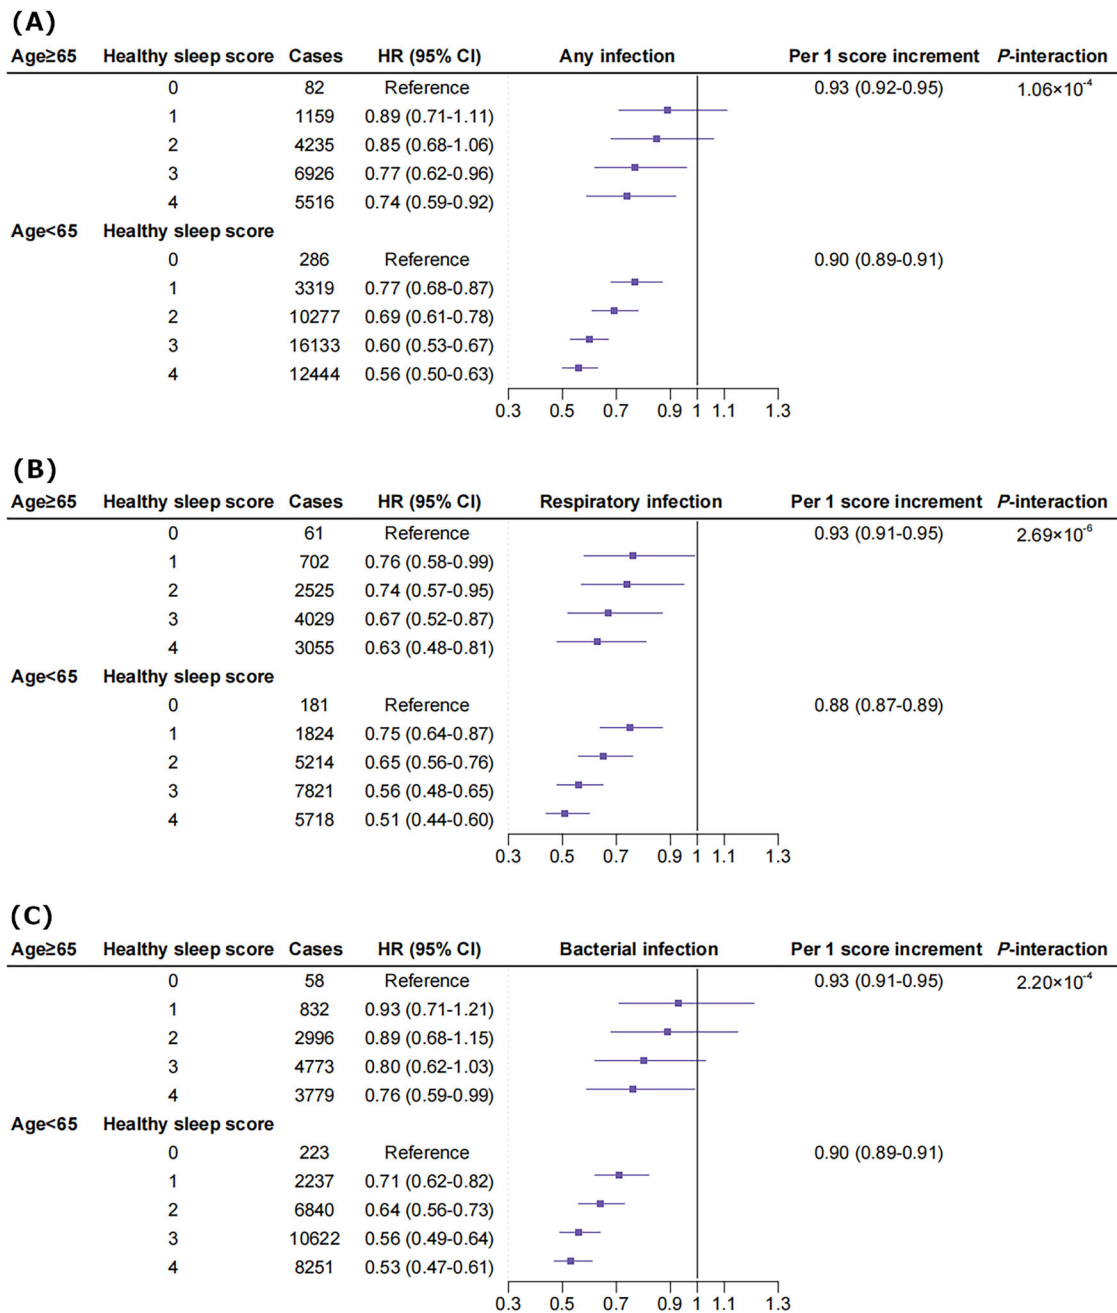 (A)
Age≥65 Healthy sleep score Cases HR (95% CI) Any infection Per 1 score increment P-interaction
0 82 Reference 0.93 (0.92-0.95) 1.06×10⁻⁴
1 1159 0.89 (0.71-1.11)
2 4235 0.85 (0.68-1.06)
3 6926 0.77 (0.62-0.96)
4 5516 0.74 (0.59-0.92)
Age<65 Healthy sleep score
0 286 Reference 0.90 (0.89-0.91)
1 3319 0.77 (0.68-0.87)
2 10277 0.69 (0.61-0.78)
3 16133 0.60 (0.53-0.67)
4 12444 0.56 (0.50-0.63)
0.3 0.5 0.7 0.9 1 1.1 1.3
(B)
Age≥65 Healthy sleep score Cases HR (95% CI) Respiratory infection Per 1 score increment P-interaction
0 61 Reference 0.93 (0.91-0.95) 2.69×10⁻⁶
1 702 0.76 (0.58-0.99)
2 2525 0.74 (0.57-0.95)
3 4029 0.67 (0.52-0.87)
4 3055 0.63 (0.48-0.81)
Age<65 Healthy sleep score
0 181 Reference 0.88 (0.87-0.89)
1 1824 0.75 (0.64-0.87)
2 5214 0.65 (0.56-0.76)
3 7821 0.56 (0.48-0.65)
4 5718 0.51 (0.44-0.60)
0.3 0.5 0.7 0.9 1 1.1 1.3
(C)
Age≥65 Healthy sleep score Cases HR (95% CI) Bacterial infection Per 1 score increment P-interaction
0 58 Reference 0.93 (0.91-0.95) 2.20×10⁻⁴
1 832 0.93 (0.71-1.21)
2 2996 0.89 (0.68-1.15)
3 4773 0.80 (0.62-1.03)
4 3779 0.76 (0.59-0.99)
Age<65 Healthy sleep score
0 223 Reference 0.90 (0.89-0.91)
1 2237 0.71 (0.62-0.82)
2 6840 0.64 (0.56-0.73)
3 10622 0.56 (0.49-0.64)
4 8251 0.53 (0.47-0.61)
0.3 0.5 0.7 0.9 1 1.1 1.3